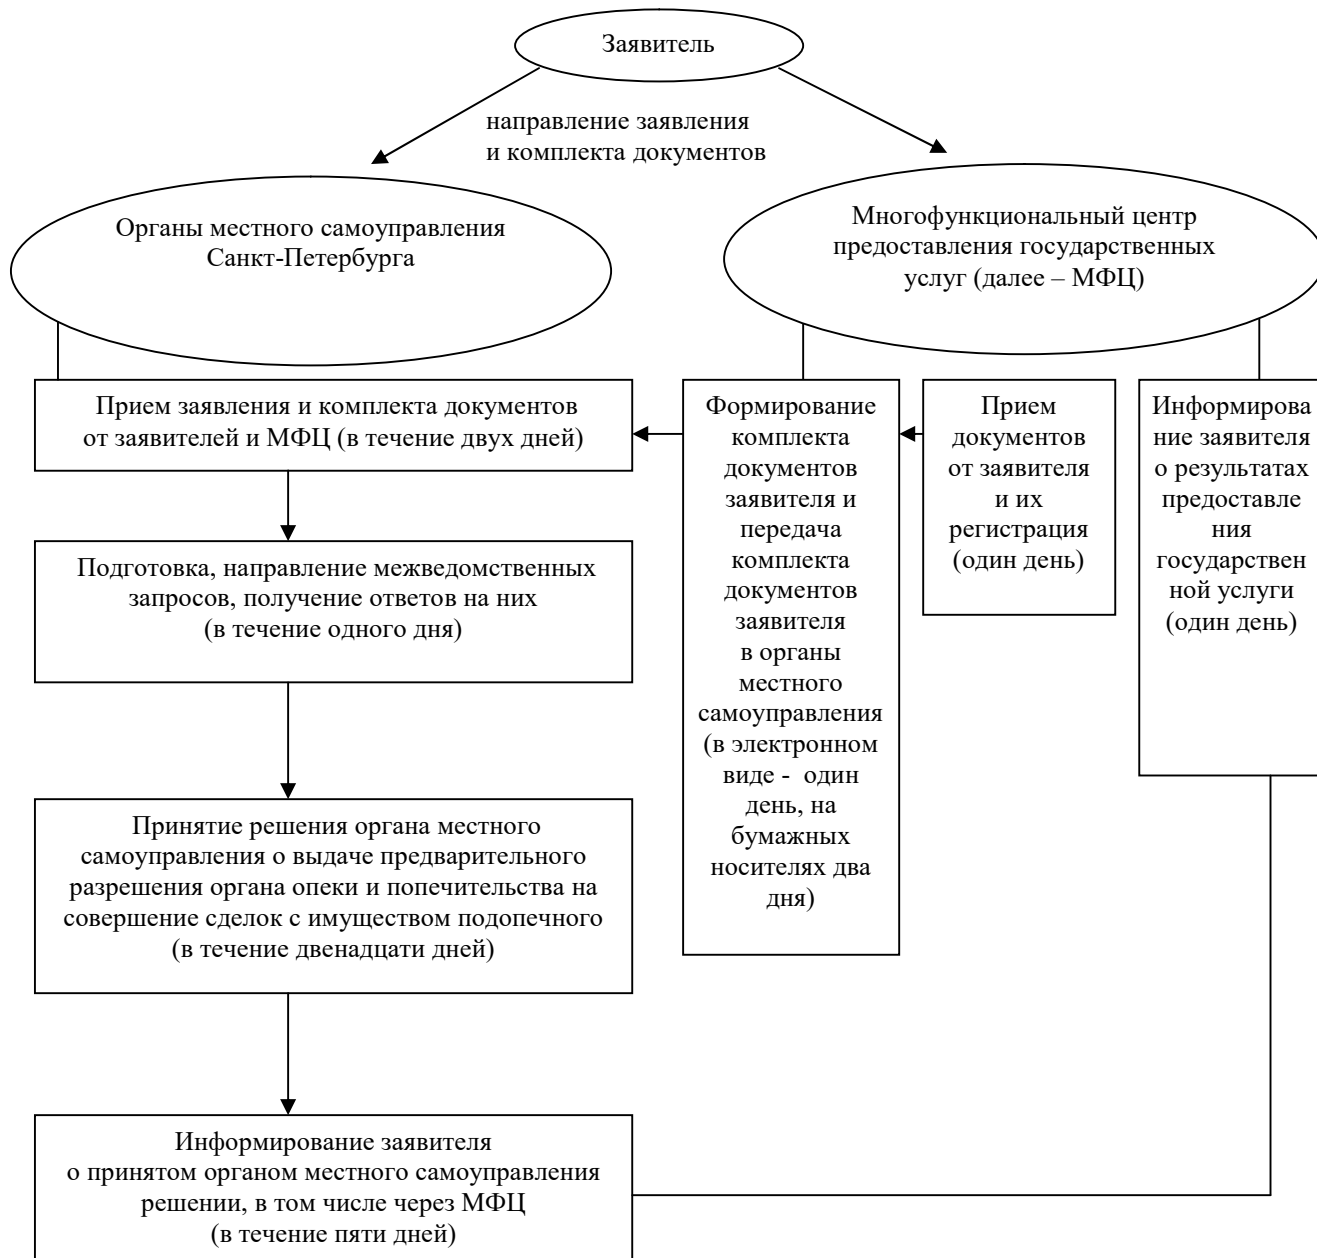 Заявитель
направление заявления
и комплекта документов
Органы местного самоуправления
Санкт-Петербурга
Многофункциональный центр
предоставления государственных
услуг (далее – МФЦ)
Прием заявления и комплекта документов
от заявителей и МФЦ (в течение двух дней)
Формирование
комплекта
документов
заявителя и
передача
комплекта
документов
заявителя
в органы
местного
самоуправления
(в электронном
виде - один
день, на
бумажных
носителях два
дня)
Прием
документов
от заявителя
и их
регистрация
(один день)
Информирова
ние заявителя
о результатах
предоставле
ния
государствен
ной услуги
(один день)
Подготовка, направление межведомственных
запросов, получение ответов на них
(в течение одного дня)
Принятие решения органа местного
самоуправления о выдаче предварительного
разрешения органа опеки и попечительства на
совершение сделок с имуществом подопечного
(в течение двенадцати дней)
Информирование заявителя
о принятом органом местного самоуправления
решении, в том числе через МФЦ
(в течение пяти дней)